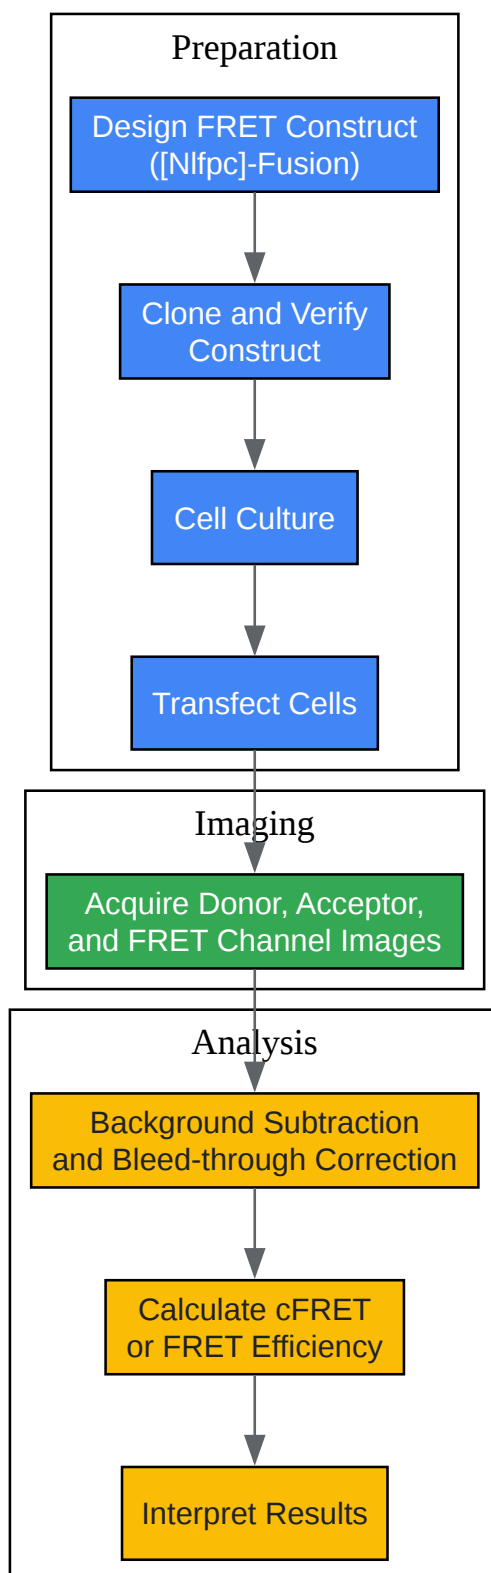 Preparation
Design FRET Construct
([Nlfpc]-Fusion)
Clone and Verify
Construct
Cell Culture
Transfect Cells
Imaging
Acquire Donor, Acceptor,
and FRET Channel Images
Analysis
Background Subtraction
and Bleed-through Correction
Calculate cFRET
or FRET Efficiency
Interpret Results